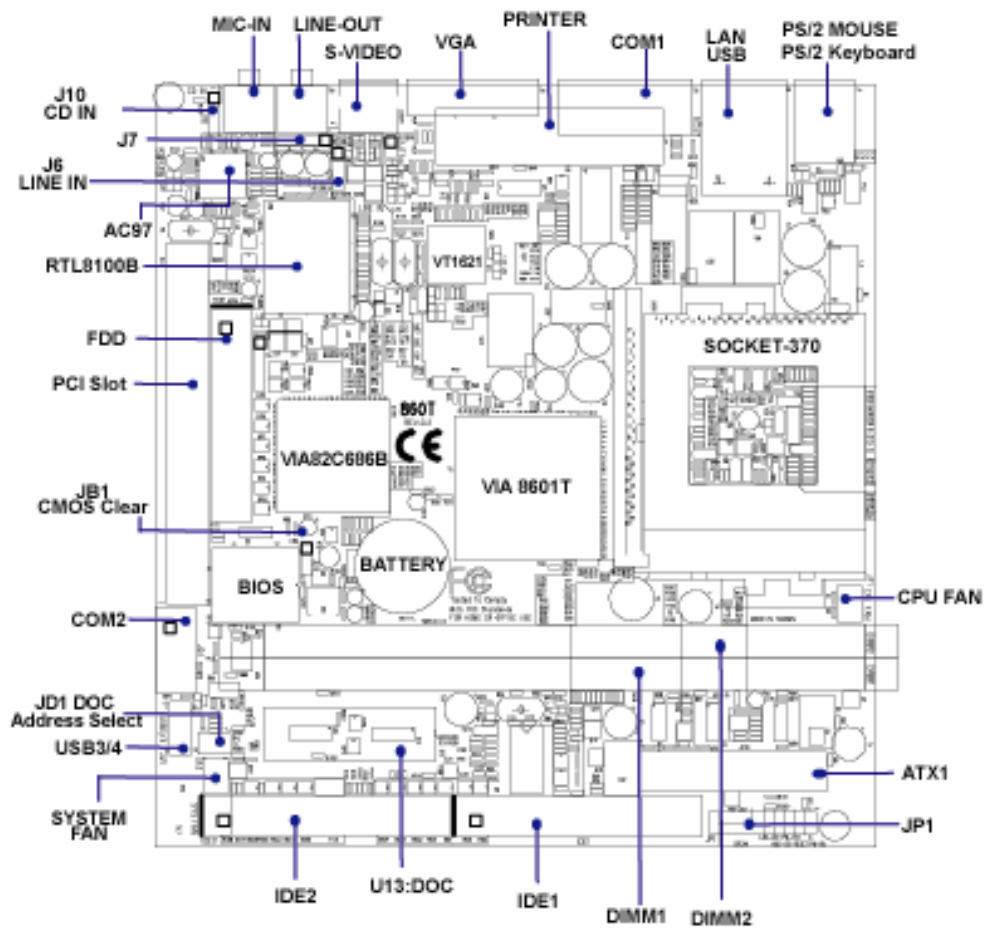 MIC-IN
LINE-OUT
S-VIDEO
VGA
PRINTER
COM1
LAN
USB
PS/2 MOUSE
PS/2 Keyboard
J10
CD IN
J7
J6
LINE IN
AC97
RTL8100B
VT1621
FDD
SOCKET-370
PCI Slot
860T
CE
VIA82C686B
VIA 8601T
JB1
CMOS Clear
BATTERY
BIOS
CPU FAN
COM2
JD1 DOC
Address Select
USB3/4
ATX1
SYSTEM
FAN
JP1
IDE2
U13:DOC
IDE1
DIMM1
DIMM2